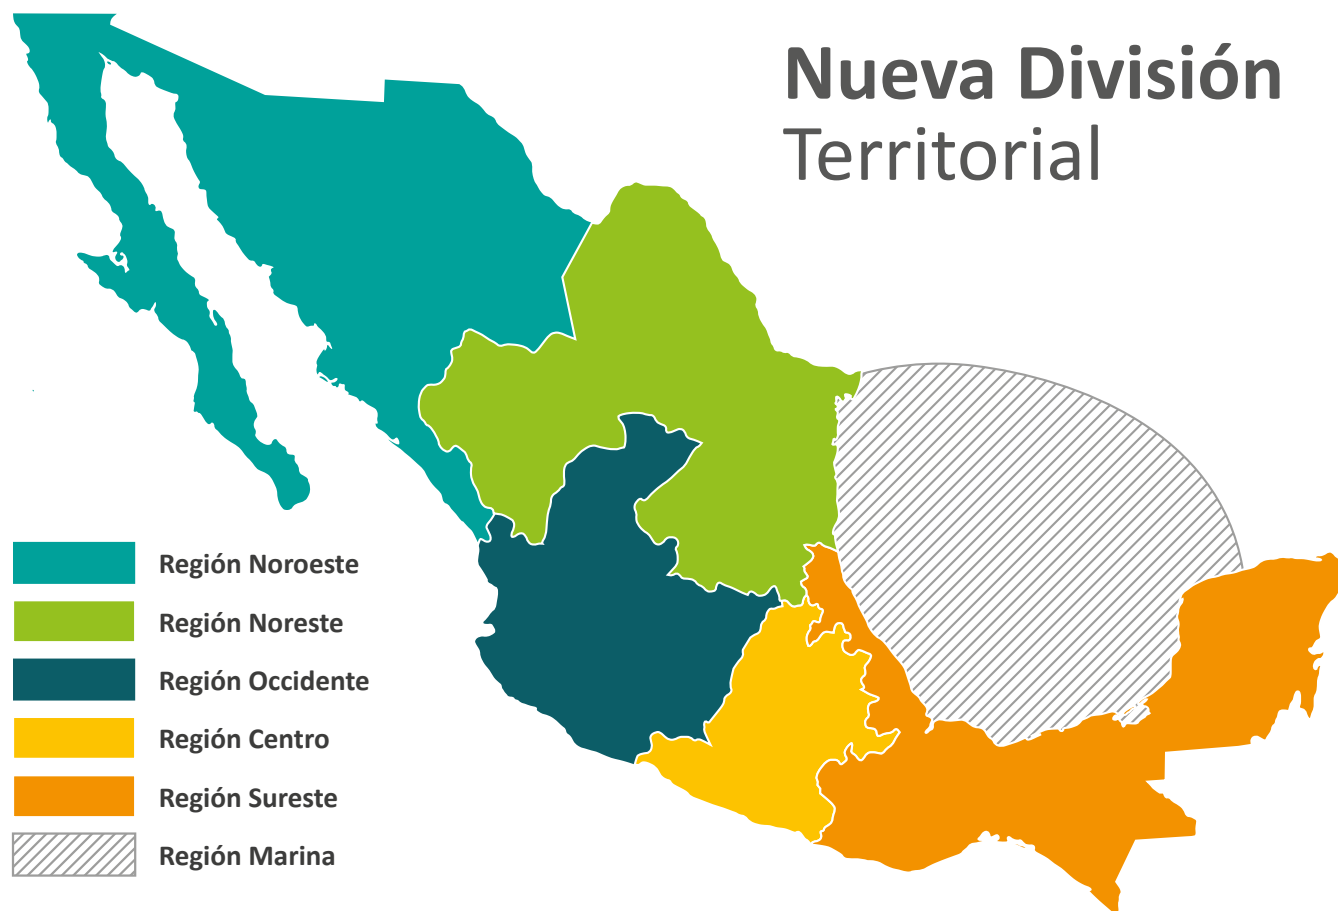 Nueva División
Territorial
Región Noroeste
Región Noreste
Región Occidente
Región Centro
Región Sureste
Región Marina